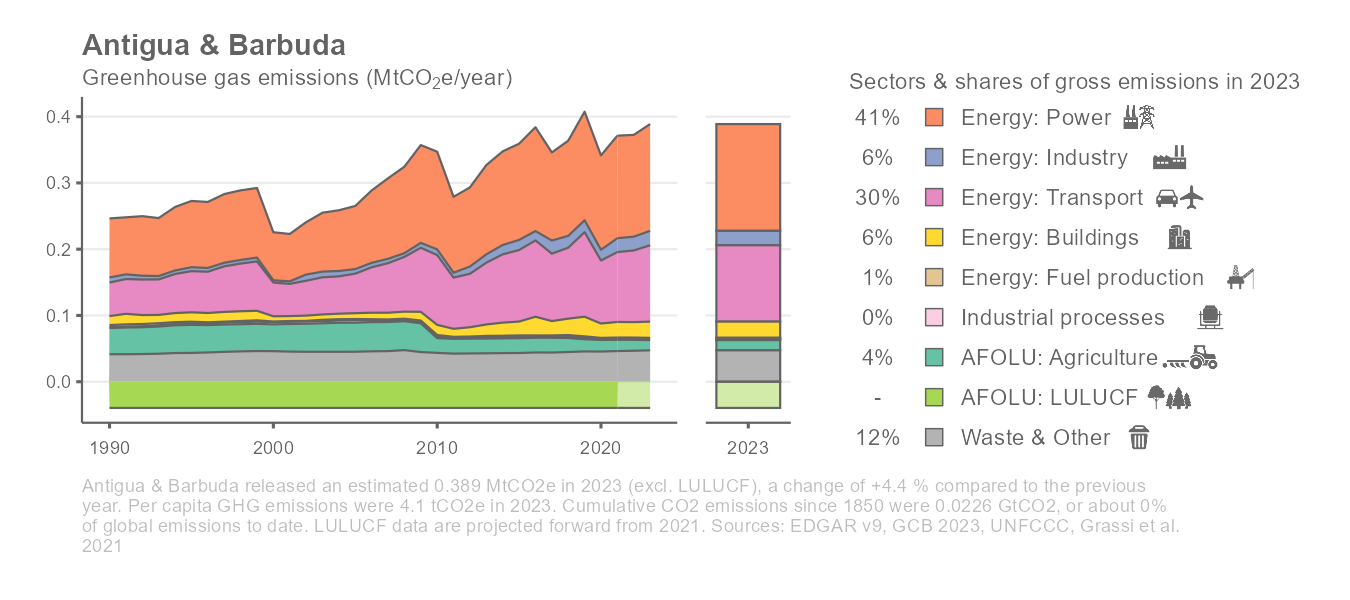 Antigua & Barbuda
Greenhouse gas emissions (MtCO₂e/year)
0.4
0.3
0.2
0.1
0.0
1990
2000
2010
2020
2023
Sectors & shares of gross emissions in 2023
41% Energy: Power
6% Energy: Industry
30% Energy: Transport
6% Energy: Buildings
1% Energy: Fuel production
0% Industrial processes
4% AFOLU: Agriculture
- AFOLU: LULUCF
12% Waste & Other
Antigua & Barbuda released an estimated 0.389 MtCO2e in 2023 (excl. LULUCF), a change of +4.4 % compared to the previous
year. Per capita GHG emissions were 4.1 tCO2e in 2023. Cumulative CO2 emissions since 1850 were 0.0226 GtCO2, or about 0%
of global emissions to date. LULUCF data are projected forward from 2021. Sources: EDGAR v9, GCB 2023, UNFCCC, Grassi et al.
2021